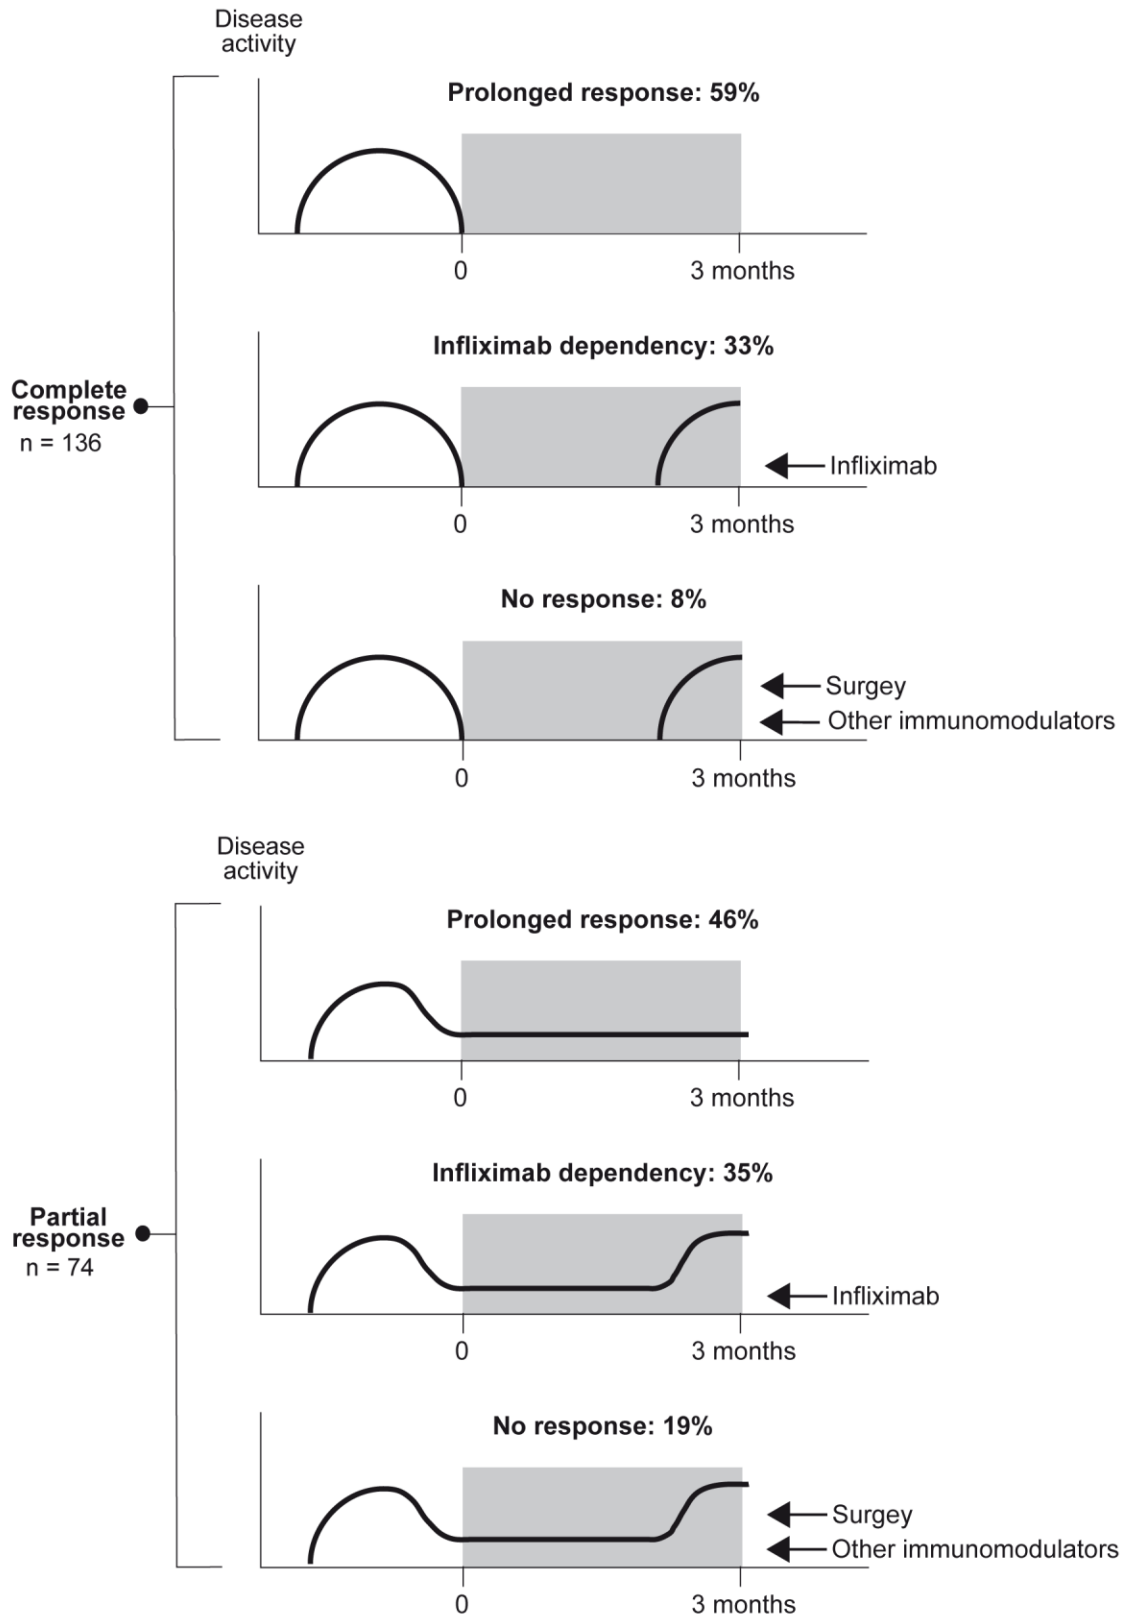 Disease
activity
Prolonged response: 59%
0
3 months
Infliximab dependency: 33%
Complete
response
n = 136
Infliximab
0
3 months
No response: 8%
Surgey
Other immunomodulators
0
3 months
Disease
activity
Prolonged response: 46%
0
3 months
Infliximab dependency: 35%
Partial
response
n = 74
Infliximab
0
3 months
No response: 19%
Surgey
Other immunomodulators
0
3 months